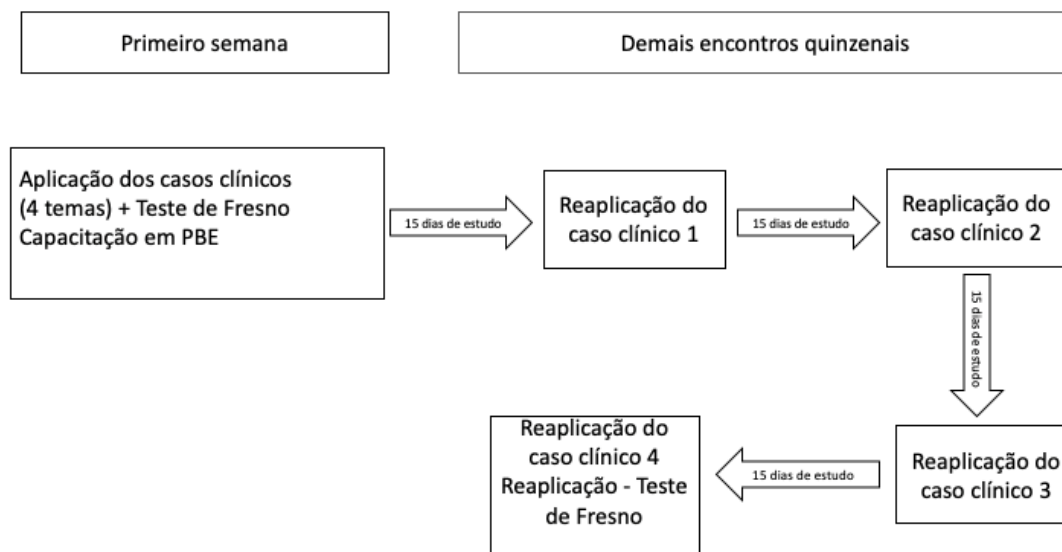 Primeiro semana
Demais encontros quinzenais
Aplicação dos casos clínicos
(4 temas) + Teste de Fresno
Capacitação em PBE
15 dias de estudo
Reaplicação do
caso clínico 1
15 dias de estudo
Reaplicação do
caso clínico 2
15 dias de estudo
Reaplicação do
caso clínico 3
15 dias de estudo
Reaplicação do
caso clínico 4
Reaplicação - Teste
de Fresno